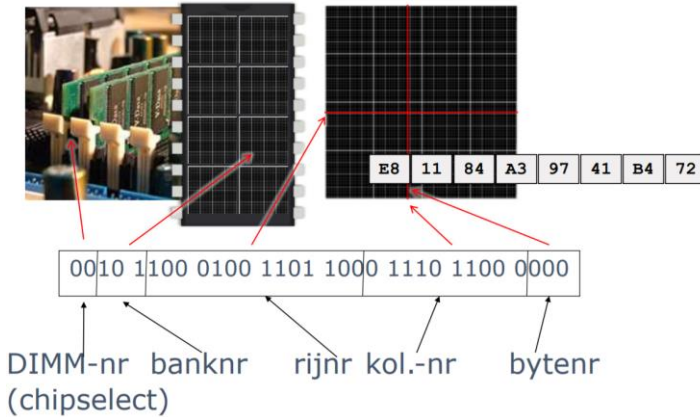 E8 11 84 A3 97 41 B4 72
0010 1100 0100 1101 1000 1110 1100 0000
DIMM-nr banknr rijnr kol.-nr bytenr
(chipselect)